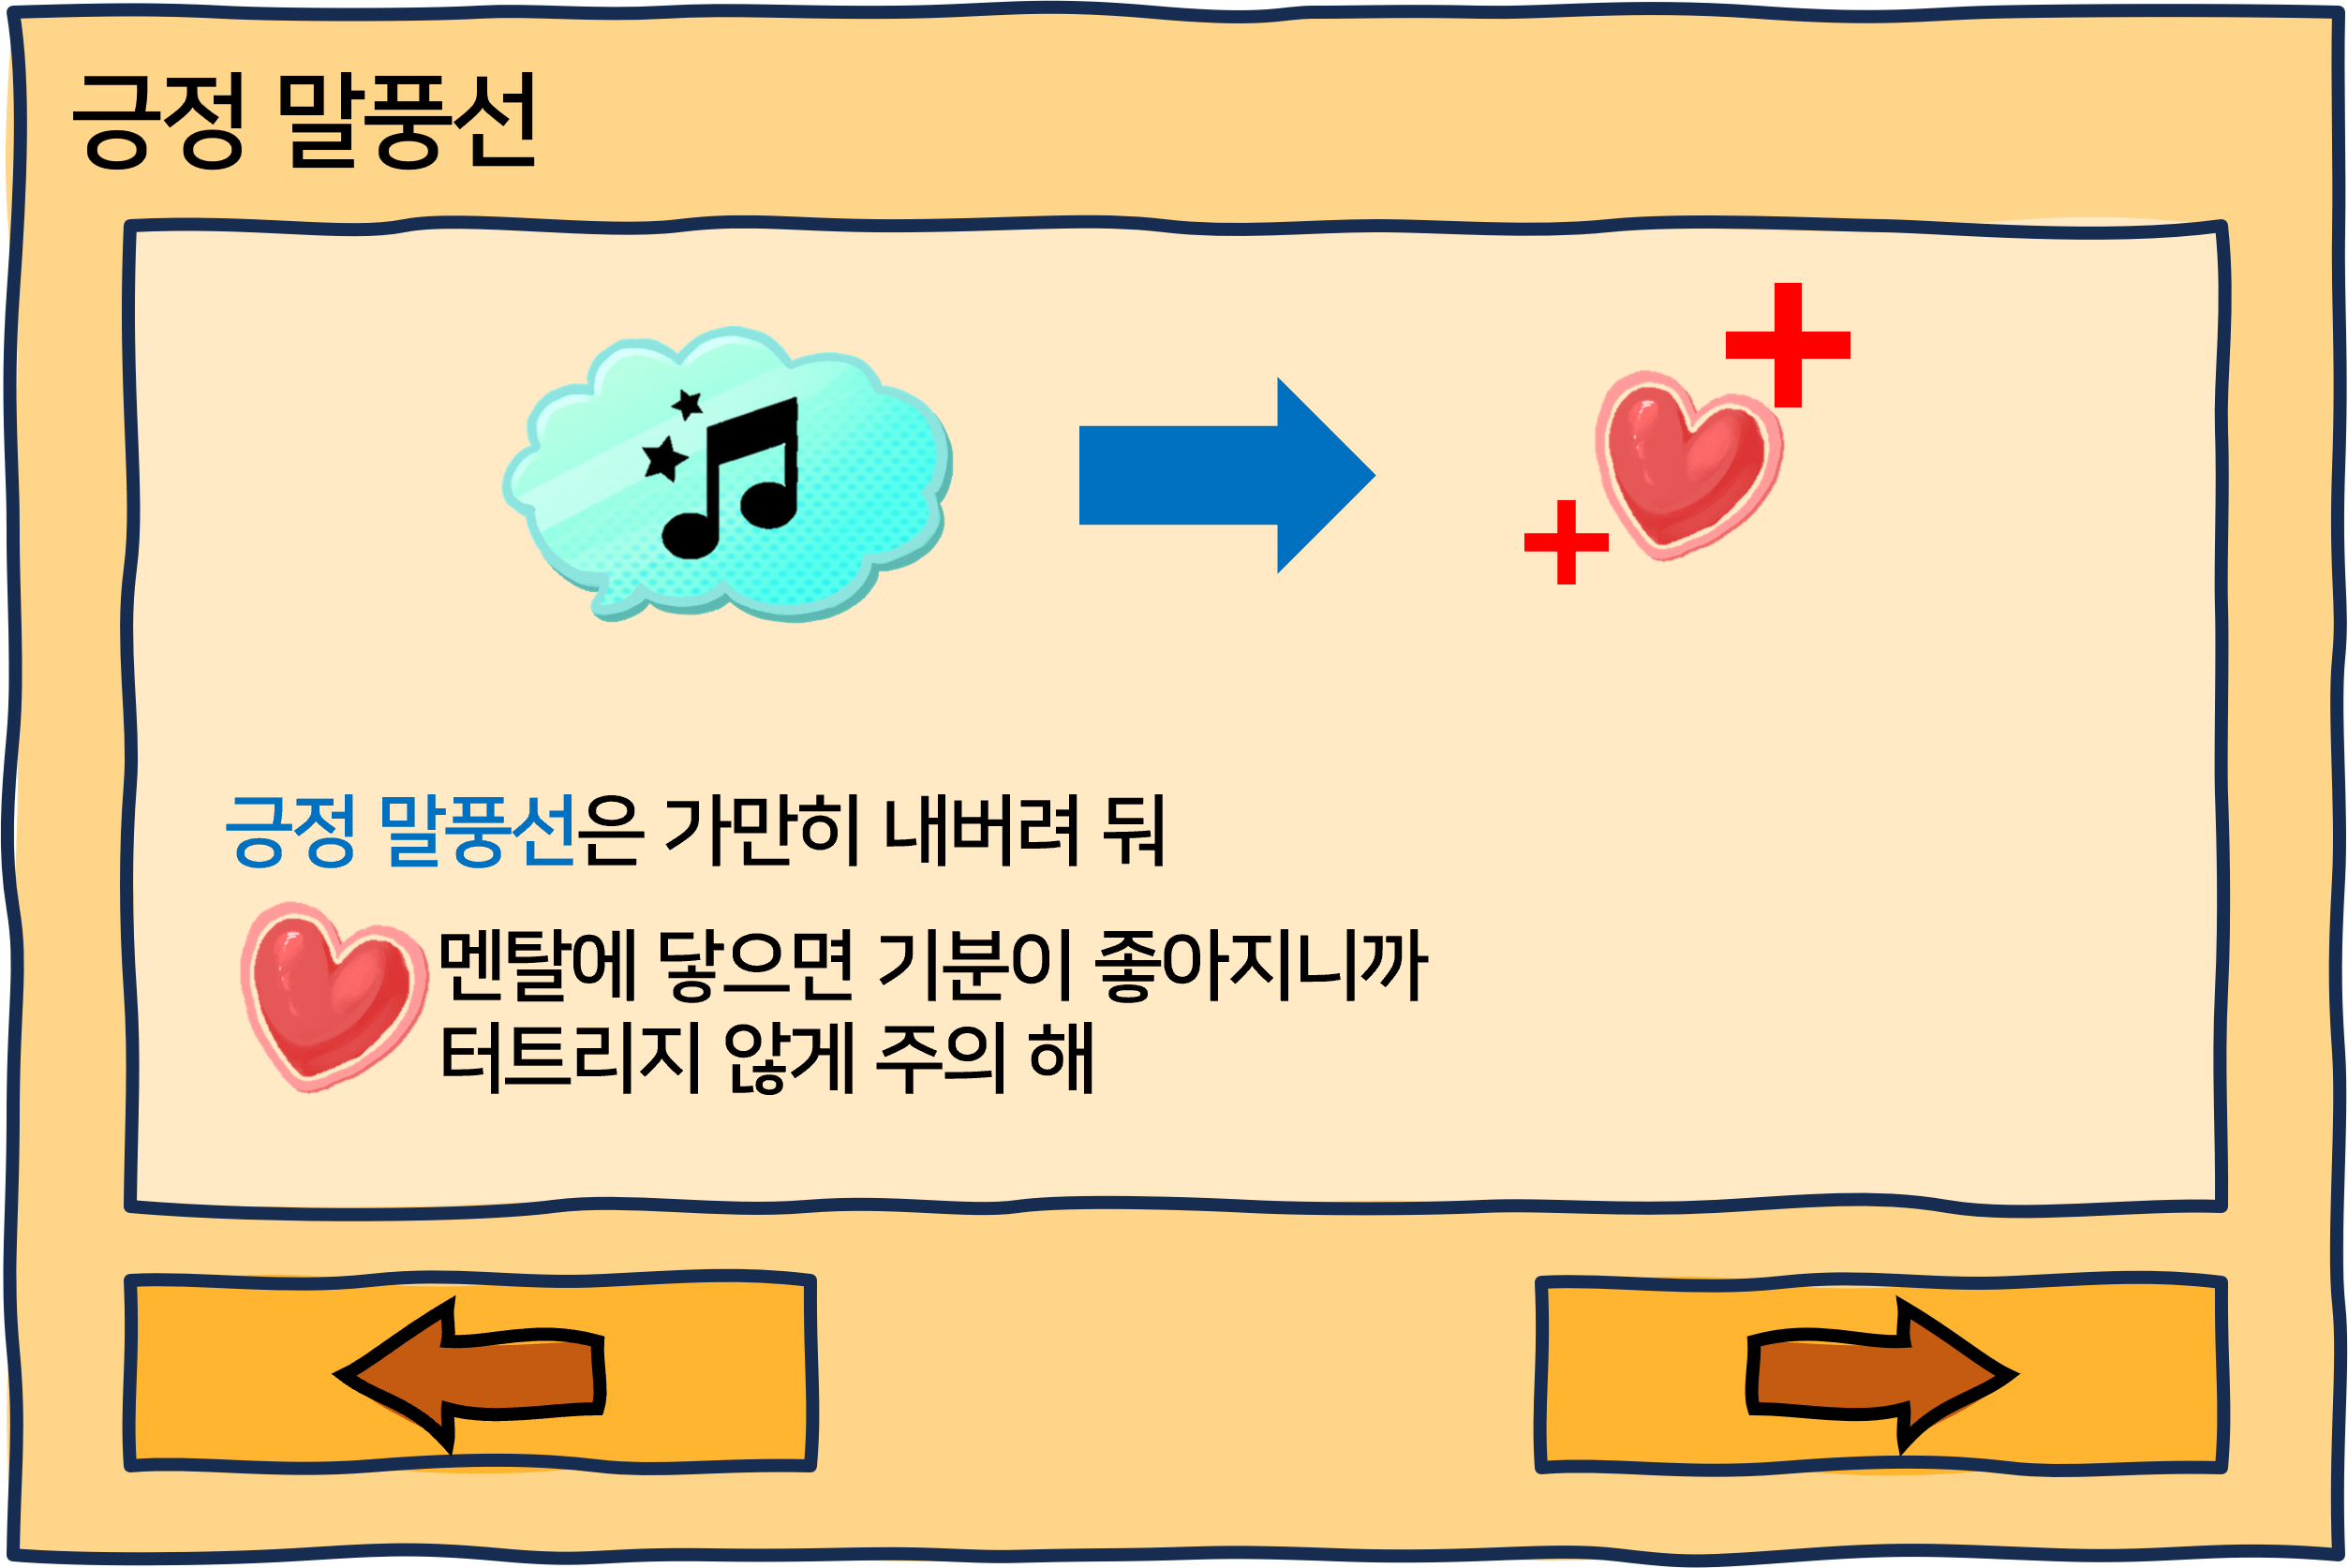 긍정 말풍선
긍정 말풍선은 가만히 내버려 둬
멘탈에 닿으면 기분이 좋아지니까
터트리지 않게 주의 해